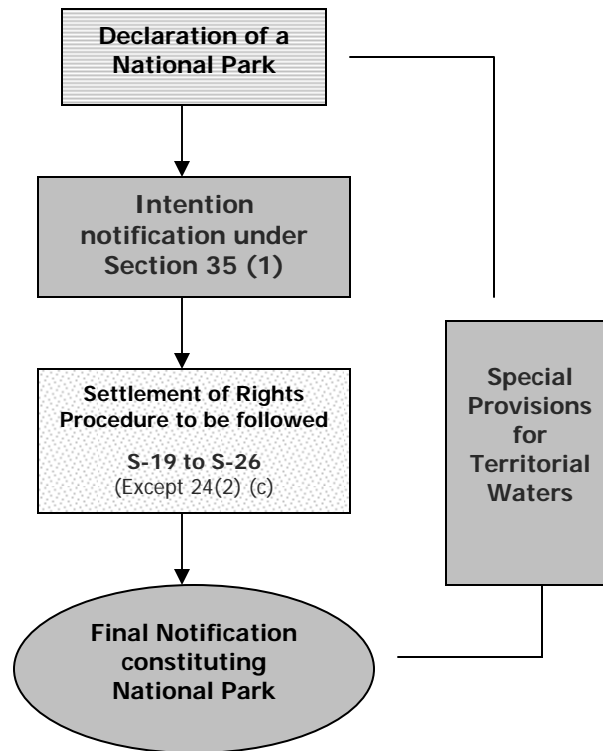 Declaration of a
National Park
Intention
notification under
Section 35 (1)
Settlement of Rights
Procedure to be followed
S-19 to S-26
(Except 24(2) (c)
Final Notification
constituting
National Park
Special
Provisions
for
Territorial
Waters